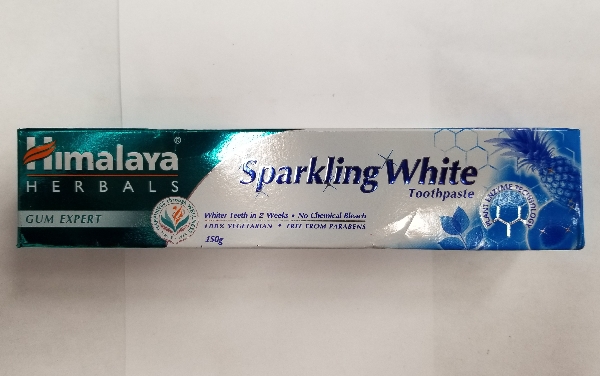 Himalaya®
HERBALS
GUM EXPERT
Sparkling White
Toothpaste
Whiter Teeth in 2 Weeks • No Chemical Bleach
100% VEGETARIAN • FREE FROM PARABENS
150g
PLANT ENZYME TECHNOLOGY